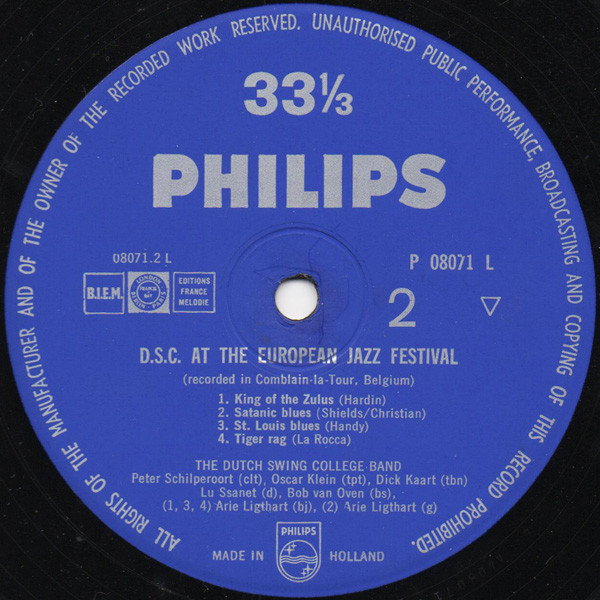 ALL RIGHTS OF THE MANUFACTURER AND OF THE OWNER OF THE RECORDED WORK RESERVED. UNAUTHORISED PUBLIC PERFORMANCE, BROADCASTING AND COPYING OF THIS RECORD PROHIBITED.
33⅓
PHILIPS
08071.2 L
P 08071 L
B.I.E.M.
LONDON
FRANCIS
DAY
BERLIN-PARIS
EDITIONS
FRANCE
MELODIE
2
D.S.C. AT THE EUROPEAN JAZZ FESTIVAL
(recorded in Comblain-la-Tour, Belgium)
1. King of the Zulus (Hardin)
2. Satanic blues (Shields/Christian)
3. St. Louis blues (Handy)
4. Tiger rag (La Rocca)
THE DUTCH SWING COLLEGE BAND
Peter Schilperoort (clt), Oscar Klein (tpt), Dick Kaart (tbn)
Lu Ssanet (d), Bob van Oven (bs),
(1, 3, 4) Arie Ligthart (bj), (2) Arie Ligthart (g)
PHILIPS
MADE IN HOLLAND